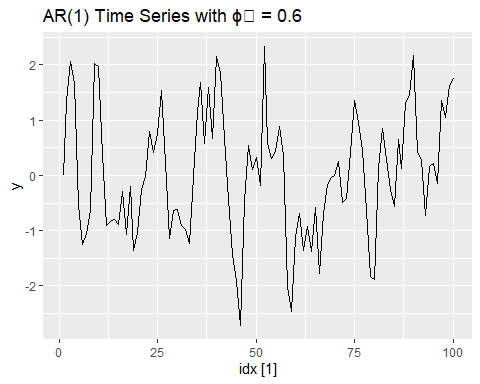 AR(1) Time Series with ϕ▯ = 0.6
2
1
0
-1
-2
y
0 25 50 75 100
idx [1]